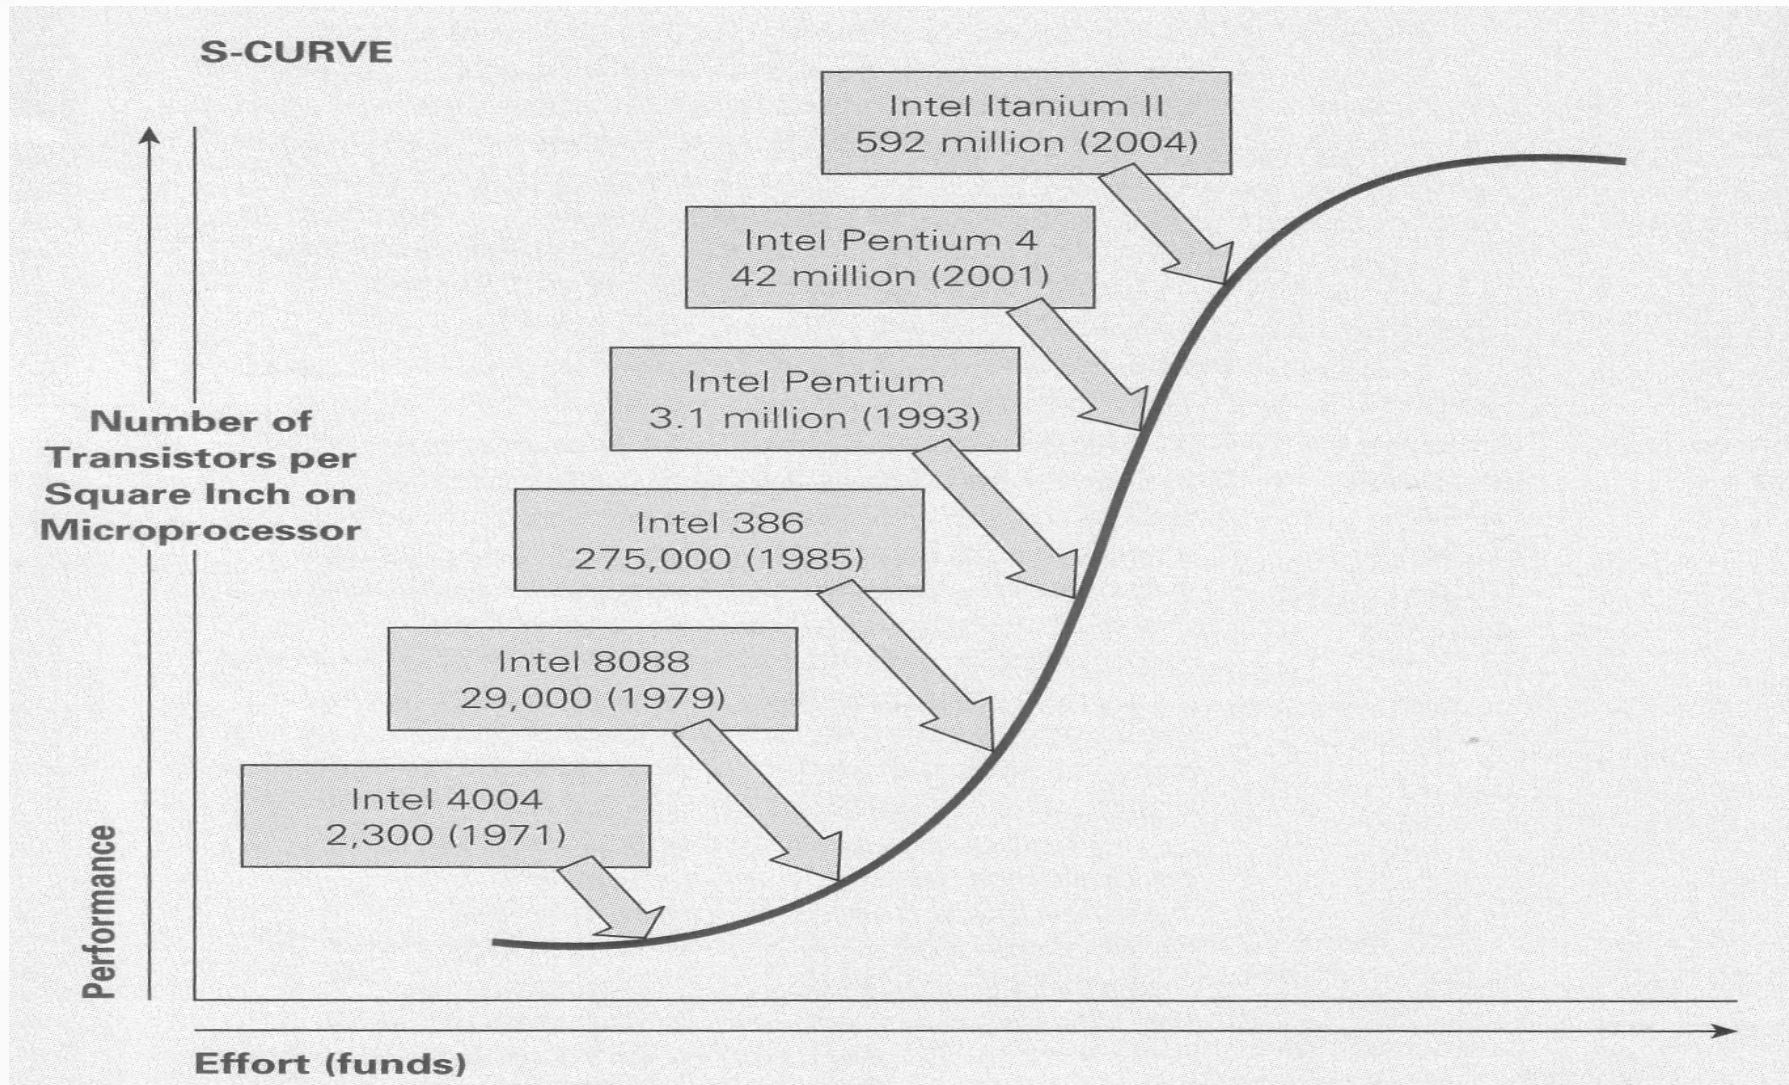 S-CURVE
Intel Itanium II
592 million (2004)
Intel Pentium 4
42 million (2001)
Intel Pentium
3.1 million (1993)
Number of
Transistors per
Square Inch on
Microprocessor
Intel 386
275,000 (1985)
Intel 8088
29,000 (1979)
Intel 4004
2,300 (1971)
Performance
Effort (funds)